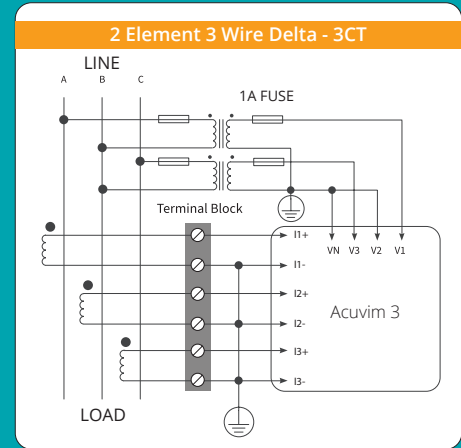 2 Element 3 Wire Delta - 3CT
LINE
A B C
1A FUSE
Terminal Block
VN V3 V2 V1
I1+
I1-
I2+
I2-
I3+
I3-
Acuvim 3
LOAD